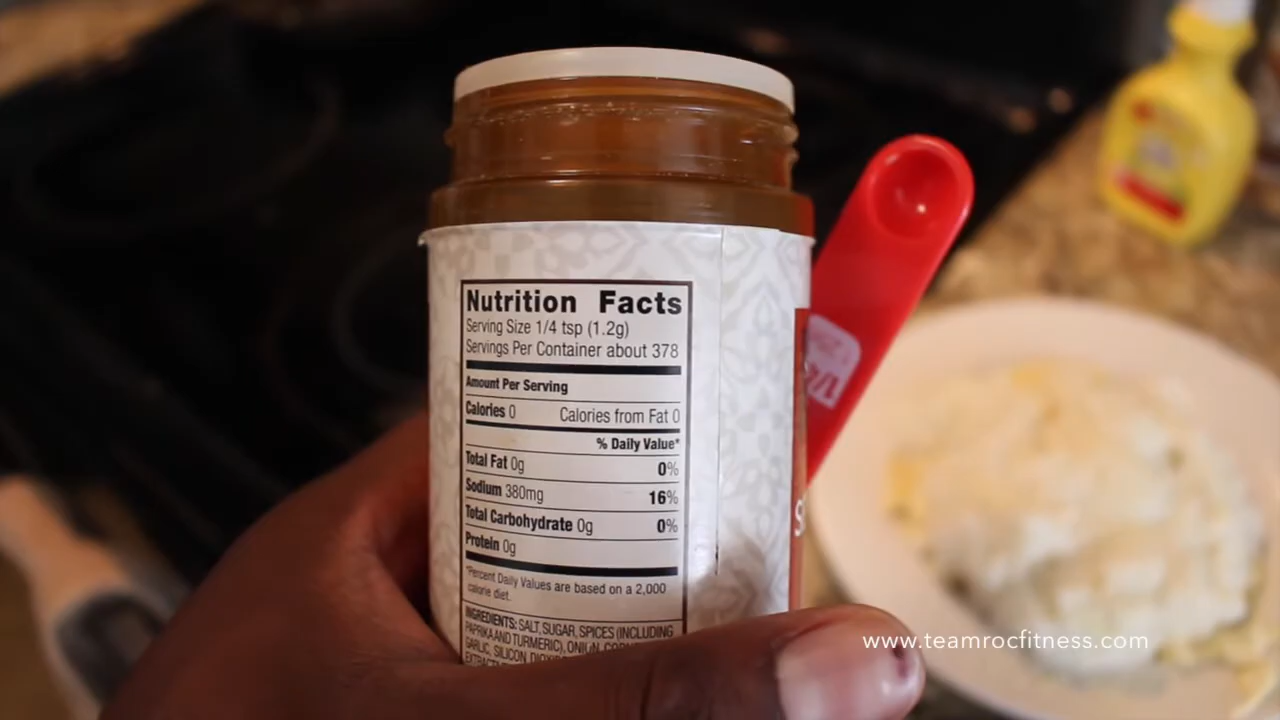 Nutrition Facts
Serving Size 1/4 tsp (1.2g)
Servings Per Container about 378
Amount Per Serving
Calories 0 Calories from Fat 0
% Daily Value*
Total Fat 0g 0%
Sodium 380mg 16%
Total Carbohydrate 0g 0%
Protein 0g
*Percent Daily Values are based on a 2,000
calorie diet.
INGREDIENTS: SALT, SUGAR, SPICES (INCLUDING
PAPRIKA AND TURMERIC), ONION,
GARLIC, SILICON
www.teamrocfitness.com